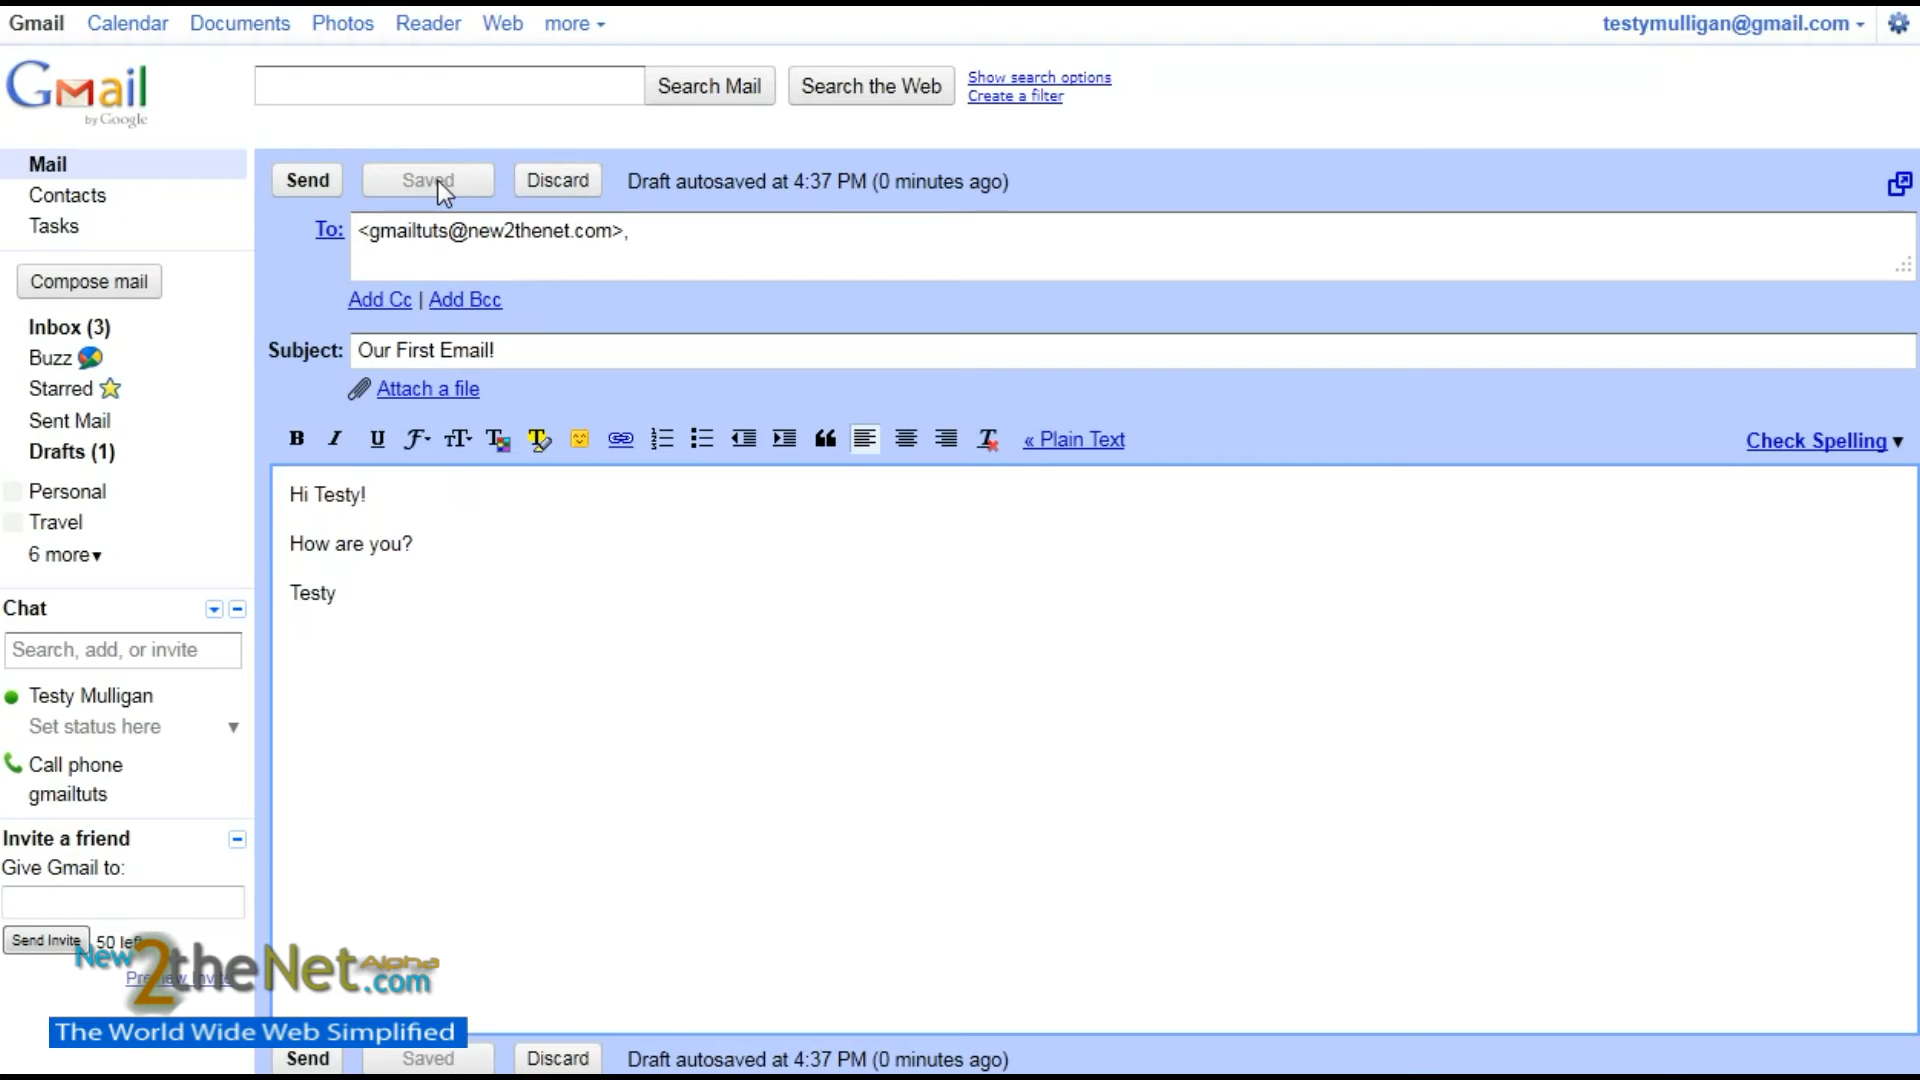 Gmail Calendar Documents Photos Reader Web more testymulligan@gmail.com
Gmail by Google
Search Mail Search the Web Show search options
Create a filter
Mail
Contacts
Tasks
Compose mail
Inbox (3)
Buzz
Starred
Sent Mail
Drafts (1)
Personal
Travel
6 more
Chat
Search, add, or invite
Testy Mulligan
Set status here
Call phone
gmailtuts
Invite a friend
Give Gmail to:
Send Invite 50 left
Preview Invite
Send Saved Discard Draft autosaved at 4:37 PM (0 minutes ago)
To: <gmailtuts@new2thenet.com>,
Add Cc | Add Bcc
Subject: Our First Email!
Attach a file
B I U « Plain Text Check Spelling
Hi Testy!
How are you?
Testy
New2theNet.com Alpha
The World Wide Web Simplified
Send Saved Discard Draft autosaved at 4:37 PM (0 minutes ago)